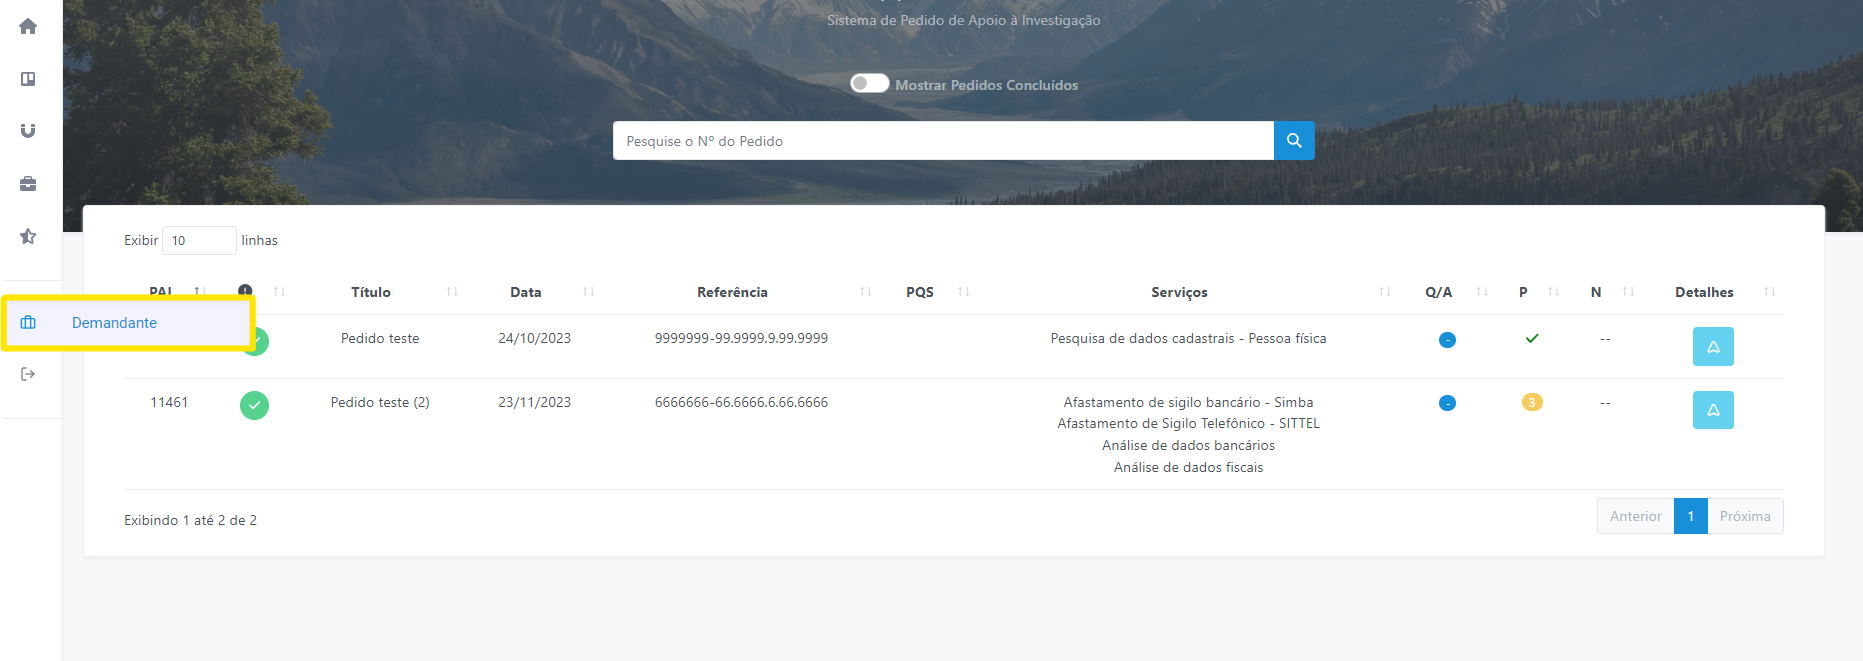 Sistema de Pedido de Apoio à Investigação
Mostrar Pedidos Concluídos
Pesquise o Nº do Pedido
Exibir 10 linhas
PAI Título Data Referência PQS Serviços Q/A P N Detalhes
Demandante
Pedido teste 24/10/2023 9999999-99.9999.9.99.9999 Pesquisa de dados cadastrais - Pessoa física - --
11461 Pedido teste (2) 23/11/2023 6666666-66.6666.6.66.6666 Afastamento de sigilo bancário - Simba - 3 --
Afastamento de Sigilo Telefônico - SITTEL
Análise de dados bancários
Análise de dados fiscais
Exibindo 1 até 2 de 2
Anterior 1 Próxima